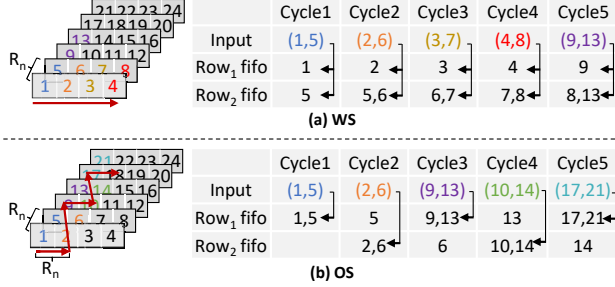 21 22 23 24
17 18 19 20
13 14 15 16
9 10 11 12
5 6 7 8
1 2 3 4
Rn
Cycle1 Cycle2 Cycle3 Cycle4 Cycle5
Input (1,5) (2,6) (3,7) (4,8) (9,13)
Row1 fifo 1 2 3 4 9
Row2 fifo 5 5,6 6,7 7,8 8,13
(a) WS
21 22 23 24
17 18 19 20
13 14 15 16
9 10 11 12
5 6 7 8
1 2 3 4
Rn
Rn
Cycle1 Cycle2 Cycle3 Cycle4 Cycle5
Input (1,5) (2,6) (9,13) (10,14) (17,21)
Row1 fifo 1,5 5 9,13 13 17,21
Row2 fifo 2,6 6 10,14 14
(b) OS